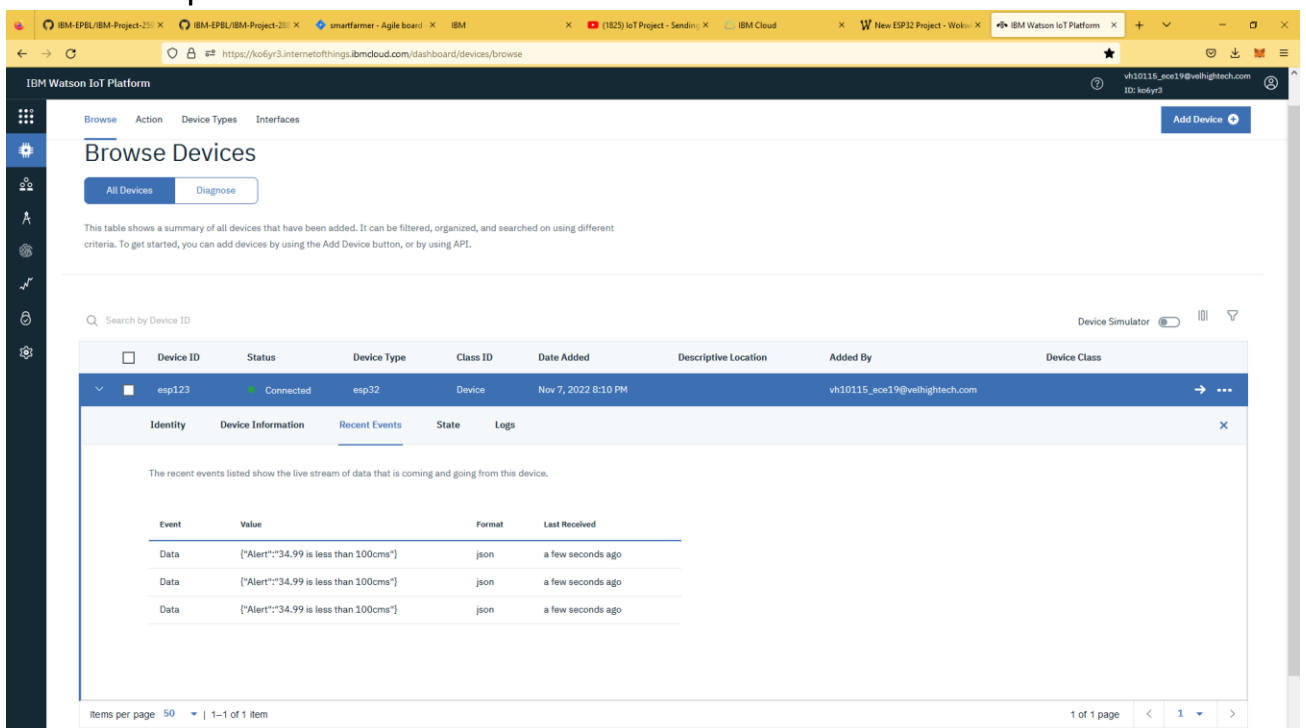 IBM-EPBL/IBM-Project-259 IBM-EPBL/IBM-Project-288 smartfarmer - Agile board IBM (1825) IoT Project - Sending IBM Cloud New ESP32 Project - Wokwi IBM Watson IoT Platform
https://ko6yr3.internetofthings.ibmcloud.com/dashboard/devices/browse
IBM Watson IoT Platform
vh10115_ece19@velhightech.com
ID: ko6yr3
Browse Action Device Types Interfaces
Add Device
Browse Devices
All Devices Diagnose
This table shows a summary of all devices that have been added. It can be filtered, organized, and searched on using different
criteria. To get started, you can add devices by using the Add Device button, or by using API.
Search by Device ID
Device Simulator
Device ID Status Device Type Class ID Date Added Descriptive Location Added By Device Class
esp123 Connected esp32 Device Nov 7, 2022 8:10 PM vh10115_ece19@velhightech.com
Identity Device Information Recent Events State Logs
The recent events listed show the live stream of data that is coming and going from this device.
Event Value Format Last Received
Data {"Alert":"34.99 is less than 100cms"} json a few seconds ago
Data {"Alert":"34.99 is less than 100cms"} json a few seconds ago
Data {"Alert":"34.99 is less than 100cms"} json a few seconds ago
Items per page 50 | 1–1 of 1 item
1 of 1 page 1